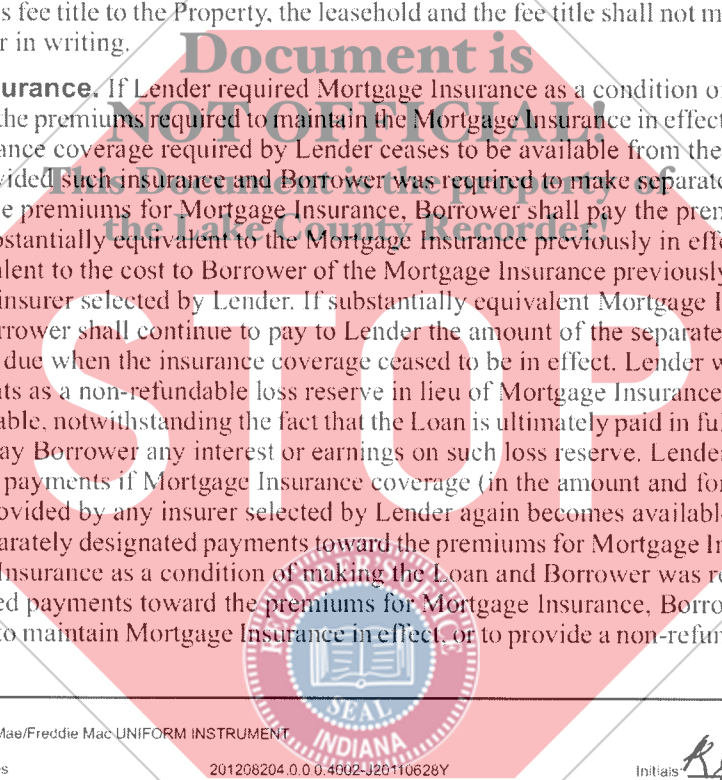 s fee title to the Property, the leasehold and the fee title shall not m
r in writing.
Document is
urance. If Lender required Mortgage Insurance as a condition o
the premiums required to maintain the Mortgage Insurance in effect
NOT OFFICIAL!
ance coverage required by Lender ceases to be available from the
vided such insurance and Borrower was required to make separate
This Document is the property
e premiums for Mortgage Insurance, Borrower shall pay the prem
the Lake County Recorder!
bstantially equivalent to the Mortgage Insurance previously in effe
lent to the cost to Borrower of the Mortgage Insurance previously
insurer selected by Lender. If substantially equivalent Mortgage I
rrower shall continue to pay to Lender the amount of the separate
due when the insurance coverage ceased to be in effect. Lender w
STOP
ts as a non-refundable loss reserve in lieu of Mortgage Insurance
able, notwithstanding the fact that the Loan is ultimately paid in fu
ay Borrower any interest or earnings on such loss reserve. Lender
payments if Mortgage Insurance coverage (in the amount and for
ovided by any insurer selected by Lender again becomes availabl
arately designated payments toward the premiums for Mortgage In
Insurance as a condition of making the Loan and Borrower was re
ed payments toward the premiums for Mortgage Insurance, Borro
to maintain Mortgage Insurance in effect, or to provide a non-refun
RECORDER'S OFFICE
SEAL
INDIANA
Mae/Freddie Mac UNIFORM INSTRUMENT
es
201208204.0.0.0.4002-J20110628Y
Initials